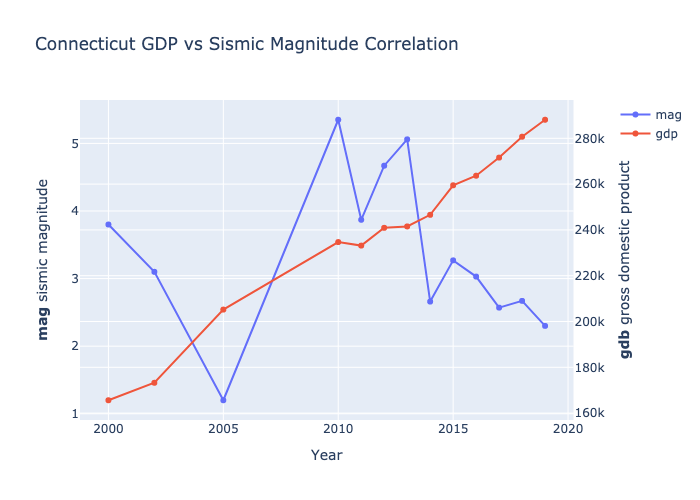 Connecticut GDP vs Sismic Magnitude Correlation
mag
gdp
5
4
3
2
1
280k
260k
240k
220k
200k
180k
160k
2000
2005
2010
2015
2020
Year
mag sismic magnitude
gdb gross domestic product